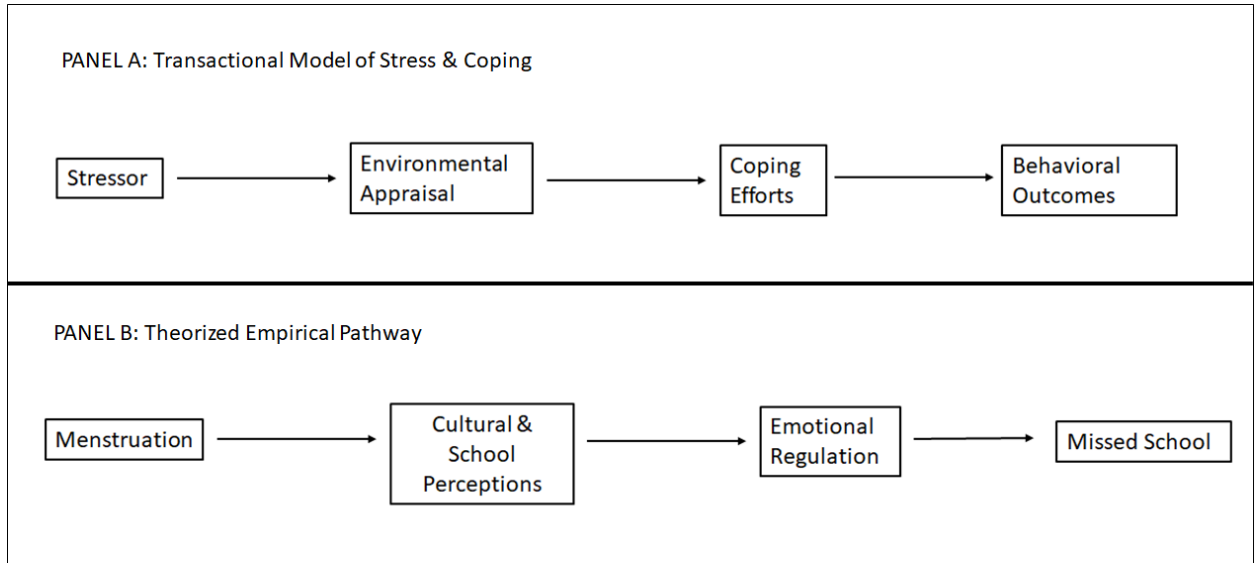 PANEL A: Transactional Model of Stress & Coping
Stressor
Environmental
Appraisal
Coping
Efforts
Behavioral
Outcomes
PANEL B: Theorized Empirical Pathway
Menstruation
Cultural &
School
Perceptions
Emotional
Regulation
Missed School